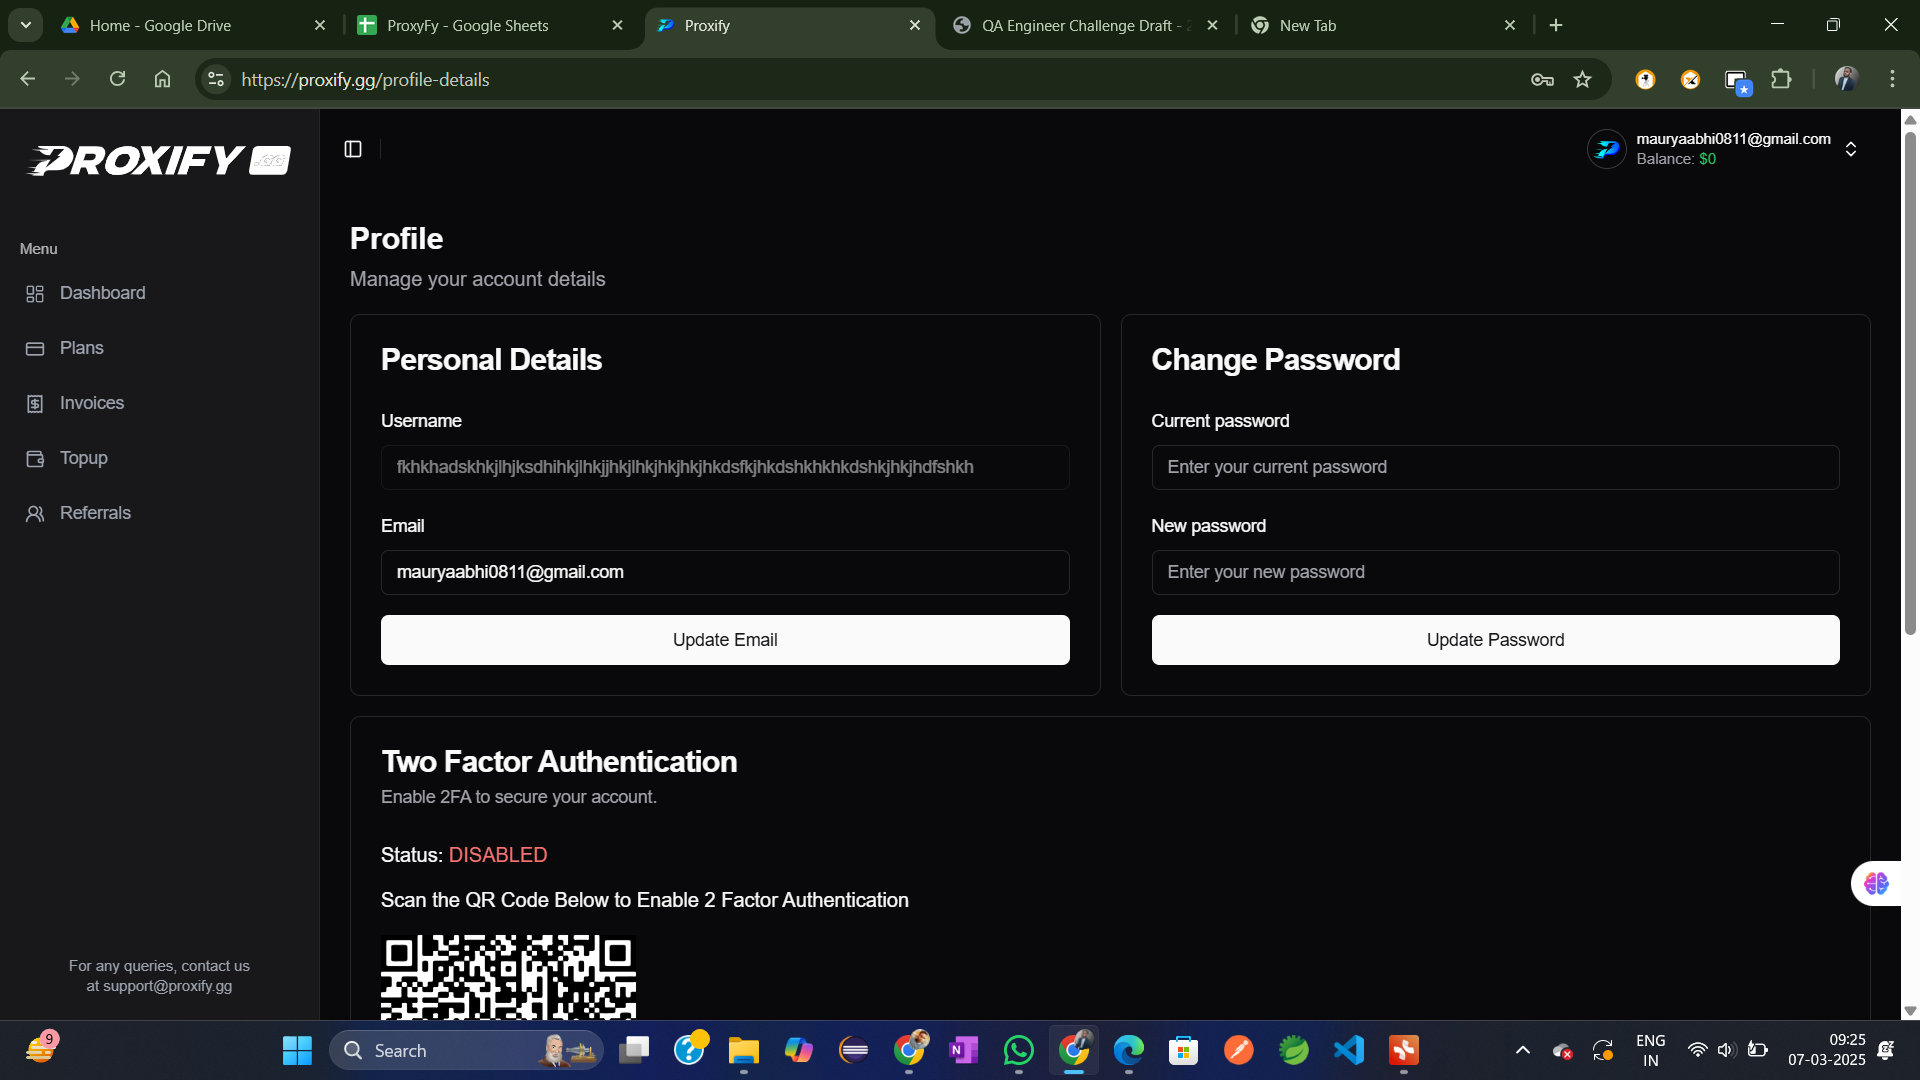 Home - Google Drive
ProxyFy - Google Sheets
Proxify
QA Engineer Challenge Draft -
New Tab
https://proxify.gg/profile-details
PROXIFY .GG
mauryaabhi0811@gmail.com
Balance: $0
Menu
Dashboard
Plans
Invoices
Topup
Referrals
For any queries, contact us
at support@proxify.gg
Profile
Manage your account details
Personal Details
Username
fkhkhadskhkjlhjksdhihkjlhkjjhkjlhkjhkjhkjhkdsfkjhkdshkhkhkdshkjhkjhdfshkh
Email
mauryaabhi0811@gmail.com
Update Email
Change Password
Current password
Enter your current password
New password
Enter your new password
Update Password
Two Factor Authentication
Enable 2FA to secure your account.
Status: DISABLED
Scan the QR Code Below to Enable 2 Factor Authentication
9
Search
ENG
IN
09:25
07-03-2025